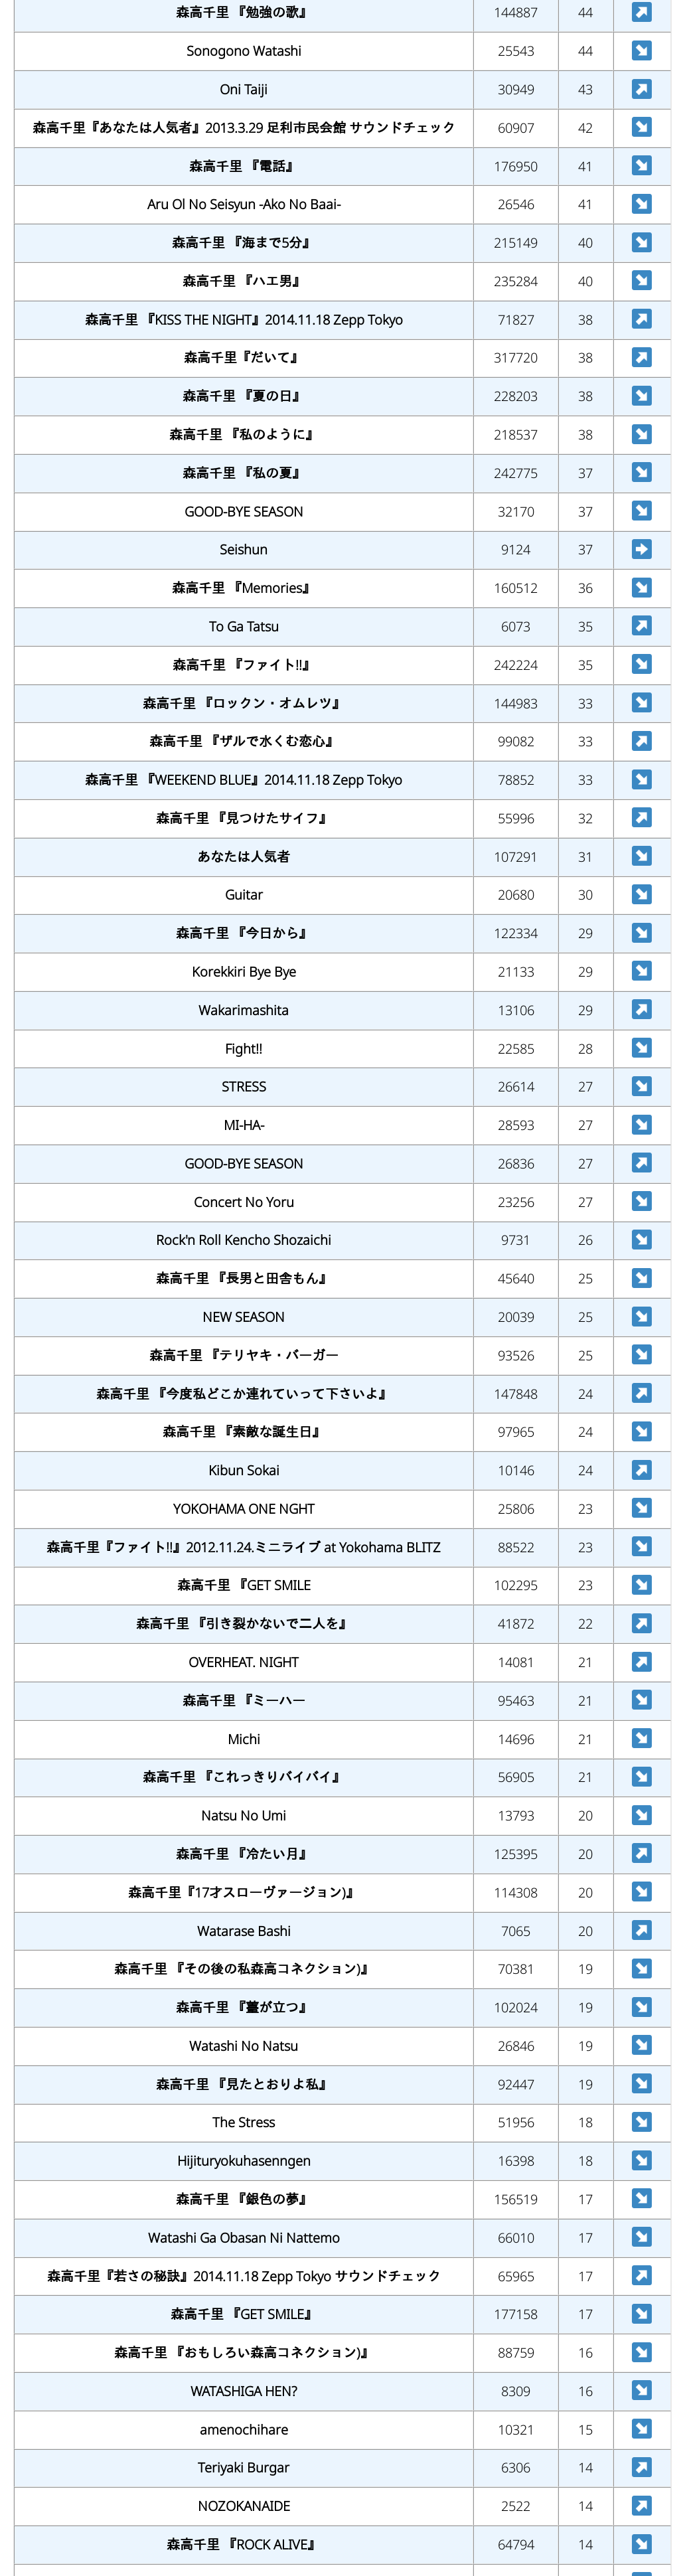 森高千里『勉強の歌』 144887 44
Sonogono Watashi 25543 44
Oni Taiji 30949 43
森高千里『あなたは人気者』2013.3.29 足利市民会館 サウンドチェック 60907 42
森高千里 『電話』 176950 41
Aru Ol No Seisyun -Ako No Baai- 26546 41
森高千里 『海まで5分』 215149 40
森高千里 『ハエ男』 235284 40
森高千里 『KISS THE NIGHT』2014.11.18 Zepp Tokyo 71827 38
森高千里『だいて』 317720 38
森高千里 『夏の日』 228203 38
森高千里 『私のように』 218537 38
森高千里 『私の夏』 242775 37
GOOD-BYE SEASON 32170 37
Seishun 9124 37
森高千里 『Memories』 160512 36
To Ga Tatsu 6073 35
森高千里 『ファイト!!』 242224 35
森高千里 『ロックン・オムレツ』 144983 33
森高千里 『ザルで水くむ恋心』 99082 33
森高千里 『WEEKEND BLUE』2014.11.18 Zepp Tokyo 78852 33
森高千里 『見つけたサイフ』 55996 32
あなたは人気者 107291 31
Guitar 20680 30
森高千里 『今日から』 122334 29
Korekkiri Bye Bye 21133 29
Wakarimashita 13106 29
Fight!! 22585 28
STRESS 26614 27
MI-HA- 28593 27
GOOD-BYE SEASON 26836 27
Concert No Yoru 23256 27
Rock'n Roll Kencho Shozaichi 9731 26
森高千里 『長男と田舎もん』 45640 25
NEW SEASON 20039 25
森高千里 『テリヤキ・バーガー 93526 25
森高千里 『今度私どこか連れていって下さいよ』 147848 24
森高千里 『素敵な誕生日』 97965 24
Kibun Sokai 10146 24
YOKOHAMA ONE NGHT 25806 23
森高千里『ファイト!!』2012.11.24.ミニライブ at Yokohama BLITZ 88522 23
森高千里 『GET SMILE 102295 23
森高千里 『引き裂かないで二人を』 41872 22
OVERHEAT. NIGHT 14081 21
森高千里 『ミーハー 95463 21
Michi 14696 21
森高千里 『これっきりバイバイ』 56905 21
Natsu No Umi 13793 20
森高千里 『冷たい月』 125395 20
森高千里『17才スローヴァージョン)』 114308 20
Watarase Bashi 7065 20
森高千里 『その後の私森高コネクション)』 70381 19
森高千里 『薹が立つ』 102024 19
Watashi No Natsu 26846 19
森高千里 『見たとおりよ私』 92447 19
The Stress 51956 18
Hijituryokuhasenngen 16398 18
森高千里 『銀色の夢』 156519 17
Watashi Ga Obasan Ni Nattemo 66010 17
森高千里『若さの秘訣』2014.11.18 Zepp Tokyo サウンドチェック 65965 17
森高千里 『GET SMILE』 177158 17
森高千里 『おもしろい森高コネクション)』 88759 16
WATASHIGA HEN? 8309 16
amenochihare 10321 15
Teriyaki Burgar 6306 14
NOZOKANAIDE 2522 14
森高千里 『ROCK ALIVE』 64794 14